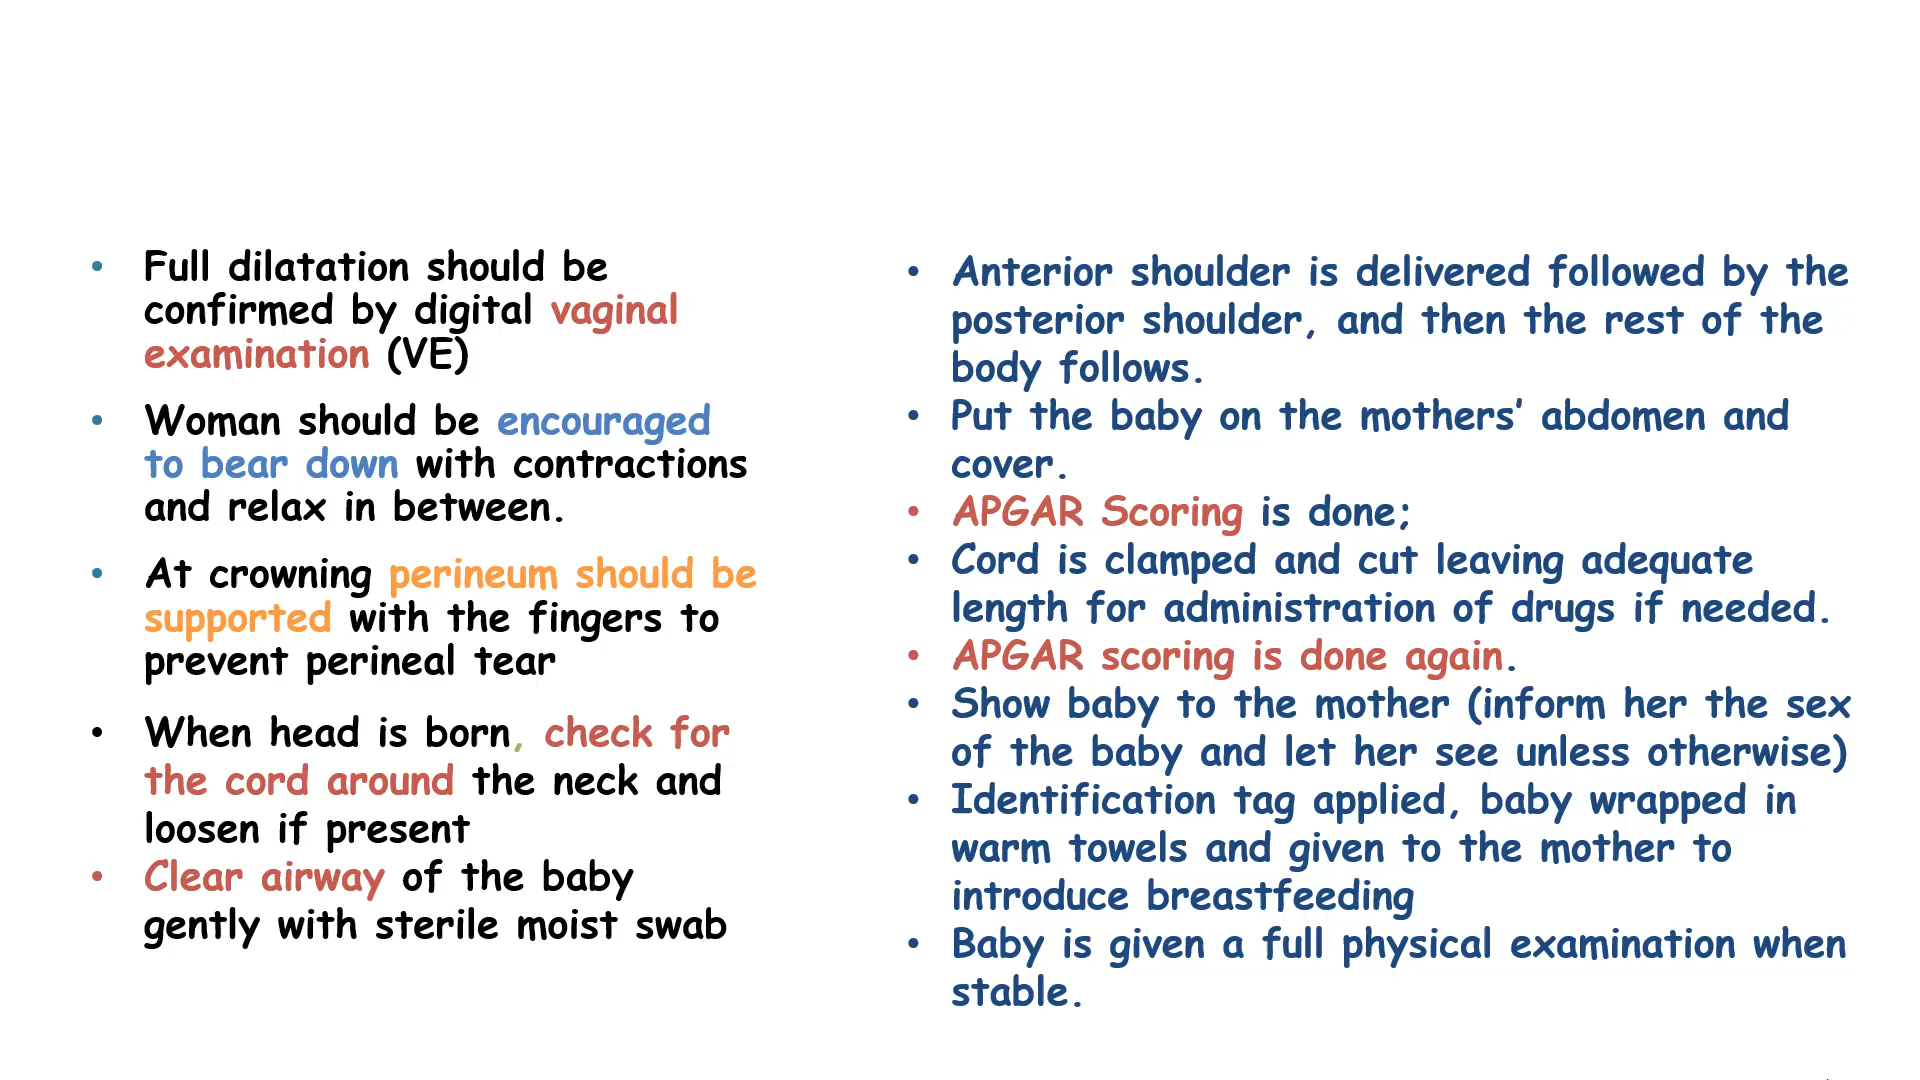 • Full dilatation should be
confirmed by digital vaginal
examination (VE)
• Woman should be encouraged
to bear down with contractions
and relax in between.
• At crowning perineum should be
supported with the fingers to
prevent perineal tear
• When head is born, check for
the cord around the neck and
loosen if present
• Clear airway of the baby
gently with sterile moist swab
• Anterior shoulder is delivered followed by the
posterior shoulder, and then the rest of the
body follows.
• Put the baby on the mothers’ abdomen and
cover.
• APGAR Scoring is done;
• Cord is clamped and cut leaving adequate
length for administration of drugs if needed.
• APGAR scoring is done again.
• Show baby to the mother (inform her the sex
of the baby and let her see unless otherwise)
• Identification tag applied, baby wrapped in
warm towels and given to the mother to
introduce breastfeeding
• Baby is given a full physical examination when
stable.